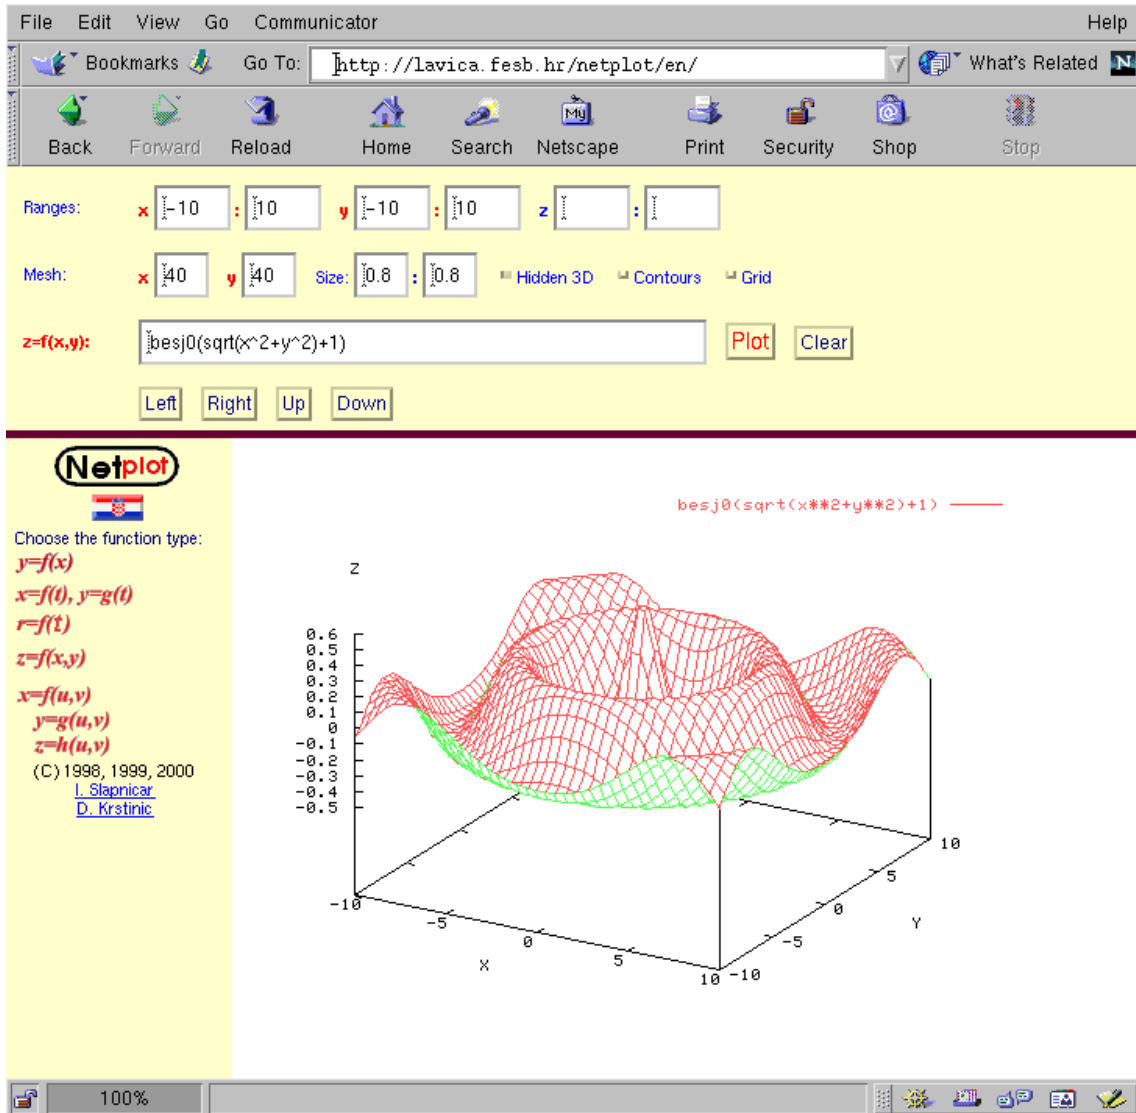 File Edit View Go Communicator Help
Bookmarks Go To: http://lavica.fesb.hr/netplot/en/ What's Related N
Back Forward Reload Home Search My Netscape Print Security Shop Stop
Ranges: x -10 : 10 y -10 : 10 z :
Mesh: x 40 y 40 Size: 0.8 : 0.8 Hidden 3D Contours Grid
z=f(x,y): besj0(sqrt(x^2+y^2)+1) Plot Clear
Left Right Up Down
Netplot
Choose the function type:
y=f(x)
x=f(t), y=g(t)
r=f(t)
z=f(x,y)
x=f(u,v)
y=g(u,v)
z=h(u,v)
(C) 1998, 1999, 2000
I. Slapnicar
D. Krstinic
besj0(sqrt(x**2+y**2)+1)
Z
0.6
0.5
0.4
0.3
0.2
0.1
0
-0.1
-0.2
-0.3
-0.4
-0.5
-10
-5
0
5
10
X
-10
-5
0
5
10
Y
100%